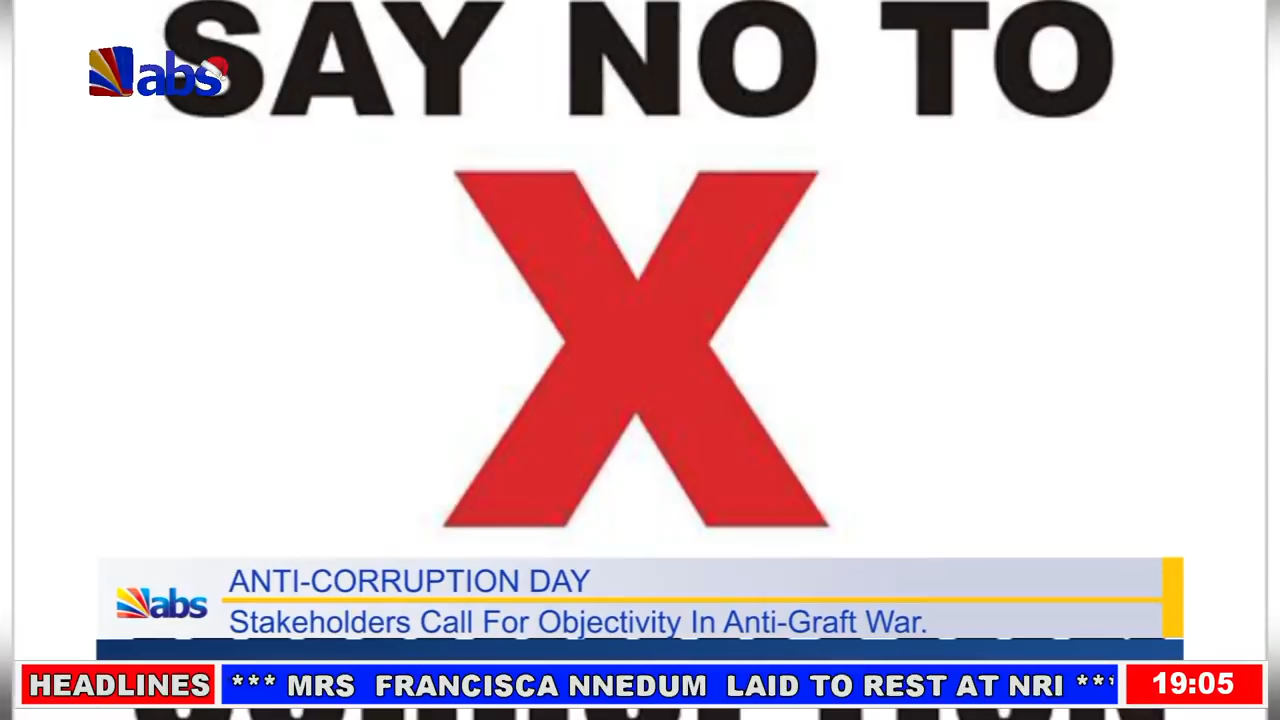 SAY NO TO
abs
X
ANTI-CORRUPTION DAY
abs
Stakeholders Call For Objectivity In Anti-Graft War.
HEADLINES
*** MRS FRANCISCA NNEDUM LAID TO REST AT NRI ***
19:05